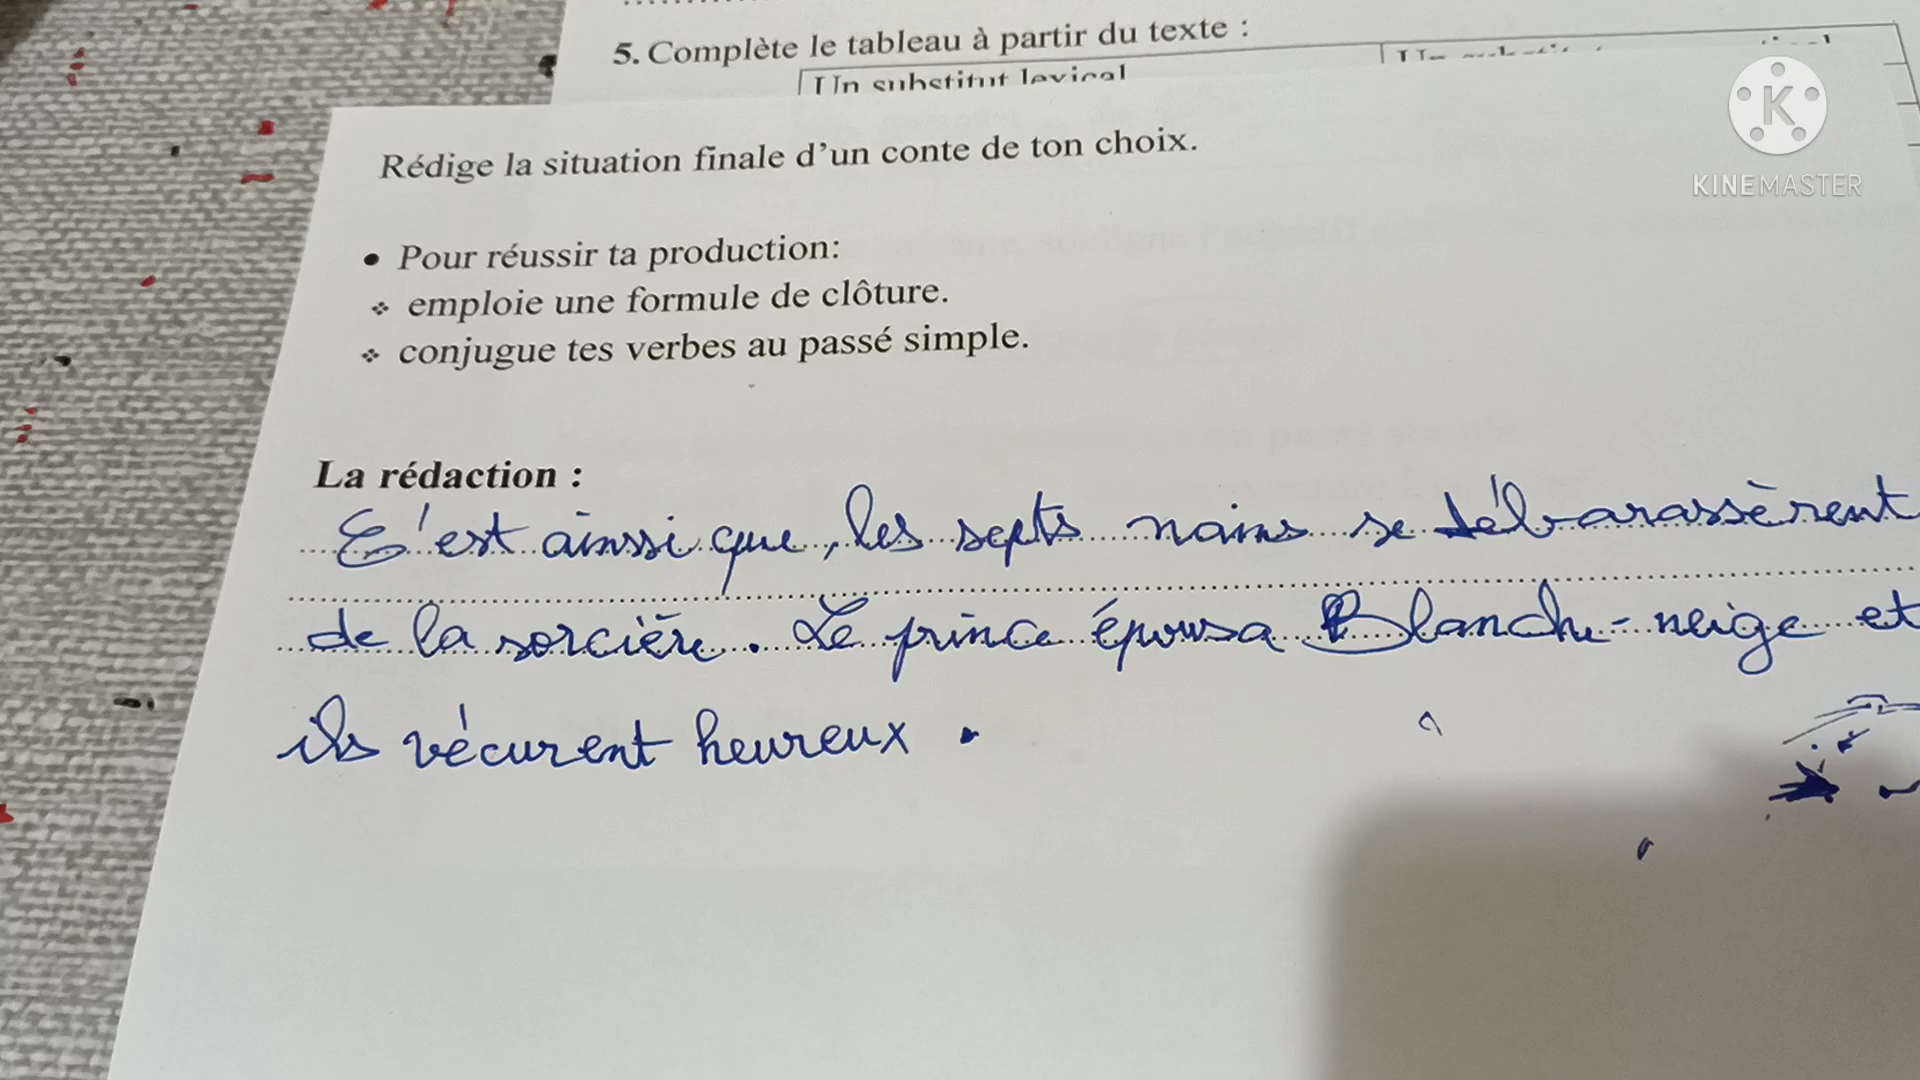 5. Complète le tableau à partir du texte :
Un substitut lexical
KINEMASTER
Rédige la situation finale d'un conte de ton choix.
• Pour réussir ta production:
❖ emploie une formule de clôture.
❖ conjugue tes verbes au passé simple.
La rédaction :
C'est ainsi que, les septs nains se débarassèrent
de la sorcière. Le prince épousa Blanche-neige et
ils vécurent heureux.